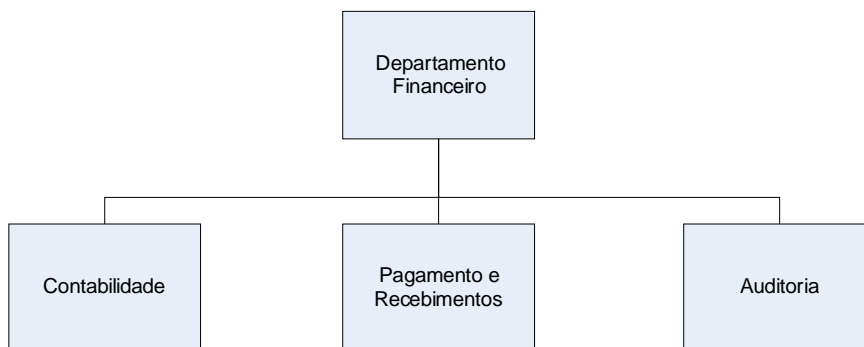 Departamento
Financeiro
Contabilidade
Pagamento e
Recebimentos
Auditoria